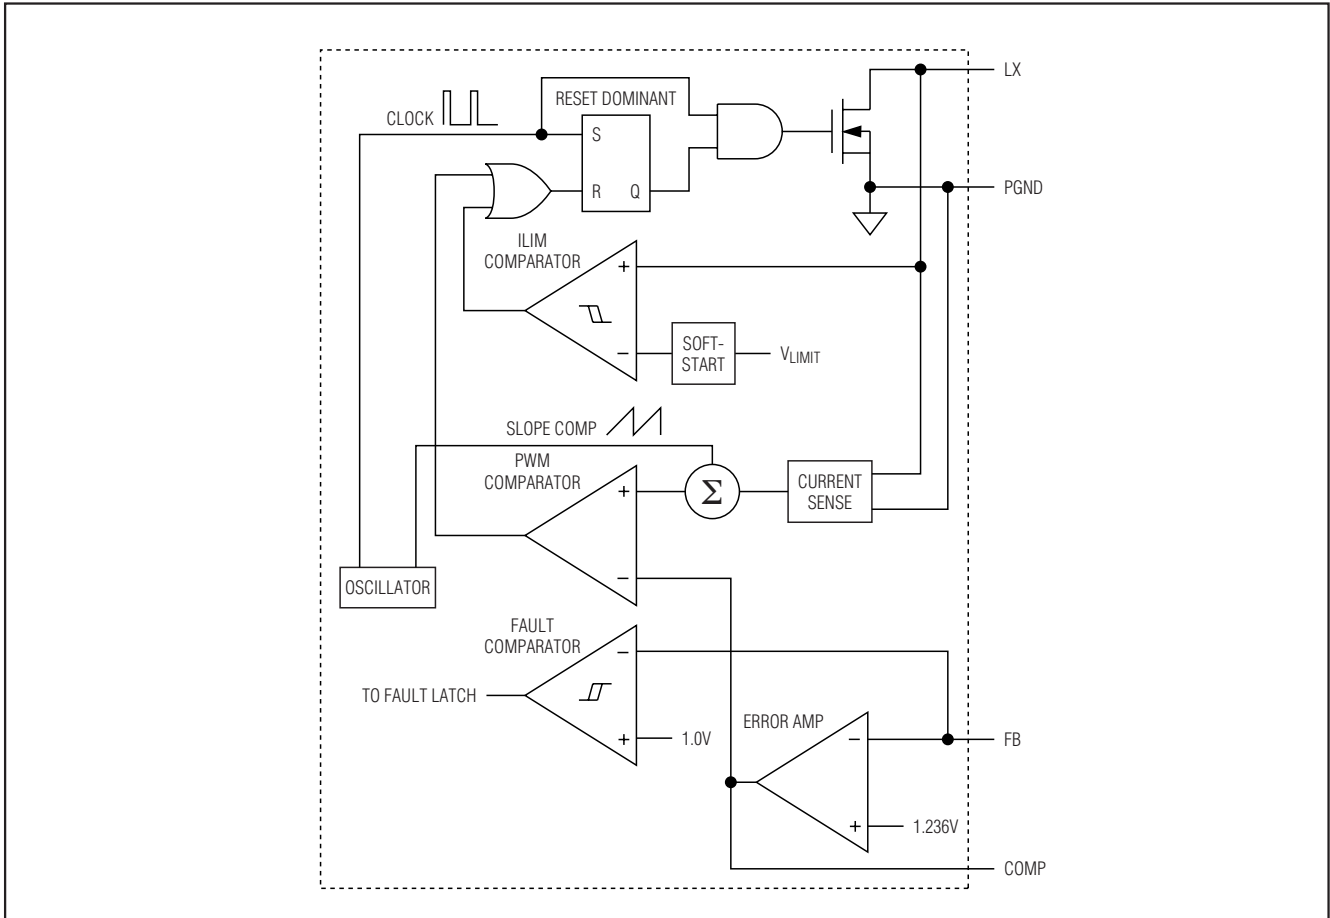 LX
RESET DOMINANT
CLOCK
S
R Q
PGND
ILIM
COMPARATOR
+
−
SOFT-
START
VLIMIT
SLOPE COMP
PWM
COMPARATOR
+
Σ
CURRENT
SENSE
−
OSCILLATOR
FAULT
COMPARATOR
−
TO FAULT LATCH
+
1.0V
ERROR AMP
−
FB
+
1.236V
COMP